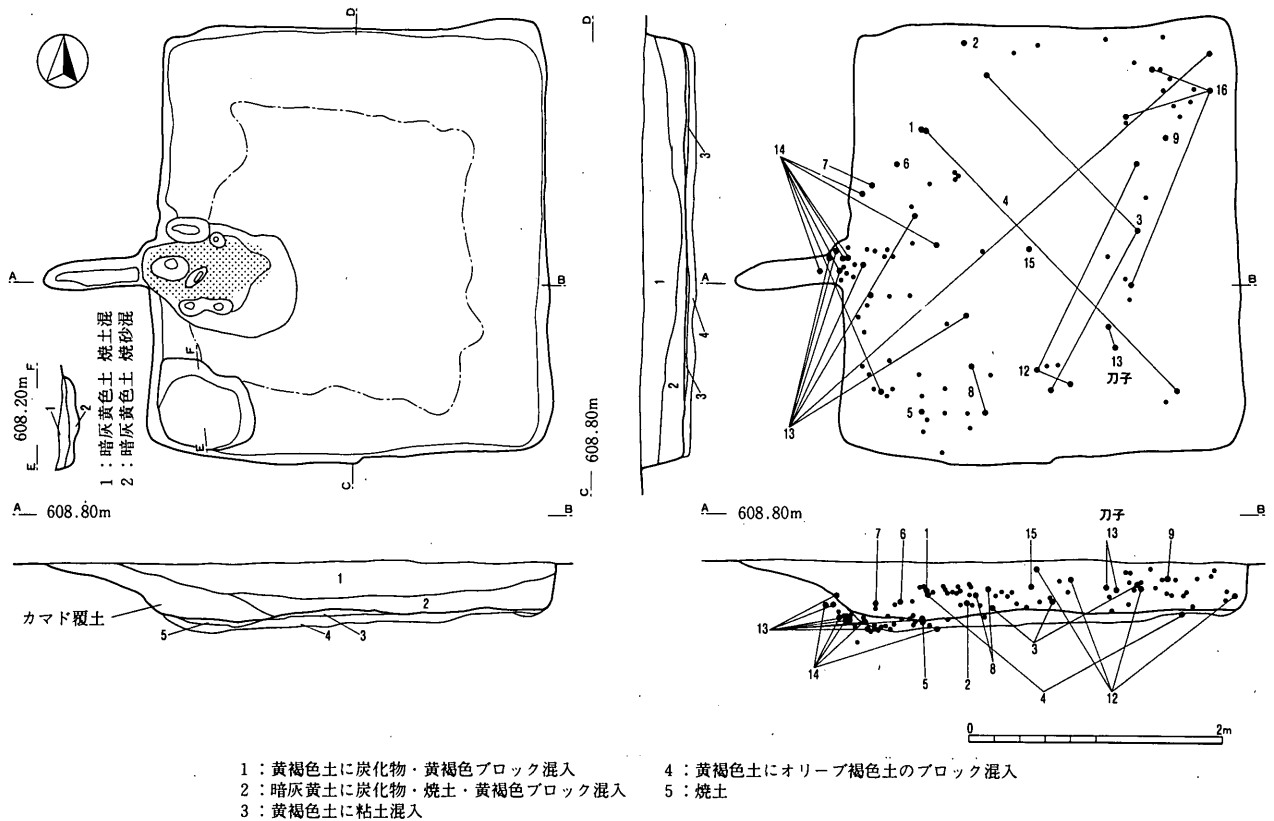 D
D
A
B
F
E
C
C
608.80m
1：暗灰黄色土 焼土混
2：暗灰黄色土 焼砂混
F
E
608.20m
1
2
1
2
3
4
3
A
B
1
2
3
4
5
6
7
8
9
12
13
刀子
13
14
15
16
A 608.80m B
1
2
3
4
5
カマド覆土
A 608.80m B
刀子
7 6 1 15 13 9
13
14
5 2 8 3 4 12
0 2m
1：黄褐色土に炭化物・黄褐色ブロック混入
2：暗灰黄土に炭化物・焼土・黄褐色ブロック混入
3：黄褐色土に粘土混入
4：黄褐色土にオリーブ褐色土のブロック混入
5：焼土